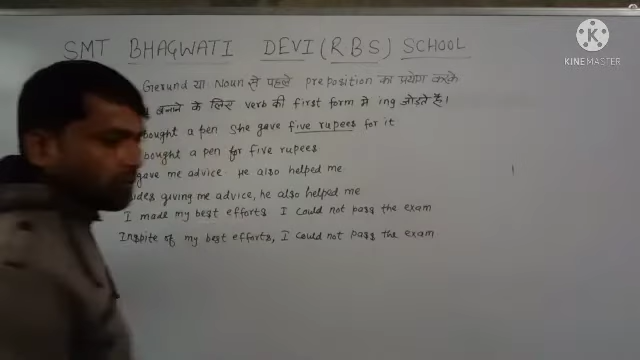 SMT BHAGWATI DEVI (RBS) SCHOOL
KINEMASTER
Gerund या Noun से पहले preposition का प्रयोग करके
बनाने के लिए verb की first form मे ing जोड़ते हैं।
bought a pen She gave five rupees for it
bought a pen for five rupees
gave me advice. He also helped me
ides giving me advice, he also helped me
I made my best efforts I could not pass the exam
Inspite of my best efforts, I could not pass the exam